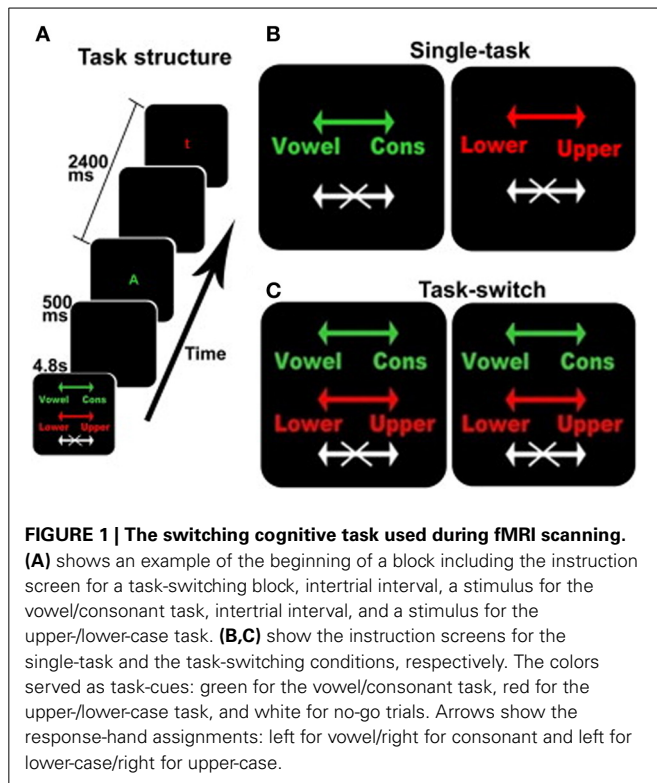 A
Task structure
2400
ms
t
A
500
ms
4.8s
Time
Vowel Cons
Lower Upper
B
Single-task
Vowel Cons
Lower Upper
C
Task-switch
Vowel Cons
Lower Upper
Vowel Cons
Lower Upper
FIGURE 1 | The switching cognitive task used during fMRI scanning.
(A) shows an example of the beginning of a block including the instruction
screen for a task-switching block, intertrial interval, a stimulus for the
vowel/consonant task, intertrial interval, and a stimulus for the
upper-/lower-case task. (B,C) show the instruction screens for the
single-task and the task-switching conditions, respectively. The colors
served as task-cues: green for the vowel/consonant task, red for the
upper-/lower-case task, and white for no-go trials. Arrows show the
response-hand assignments: left for vowel/right for consonant and left for
lower-case/right for upper-case.